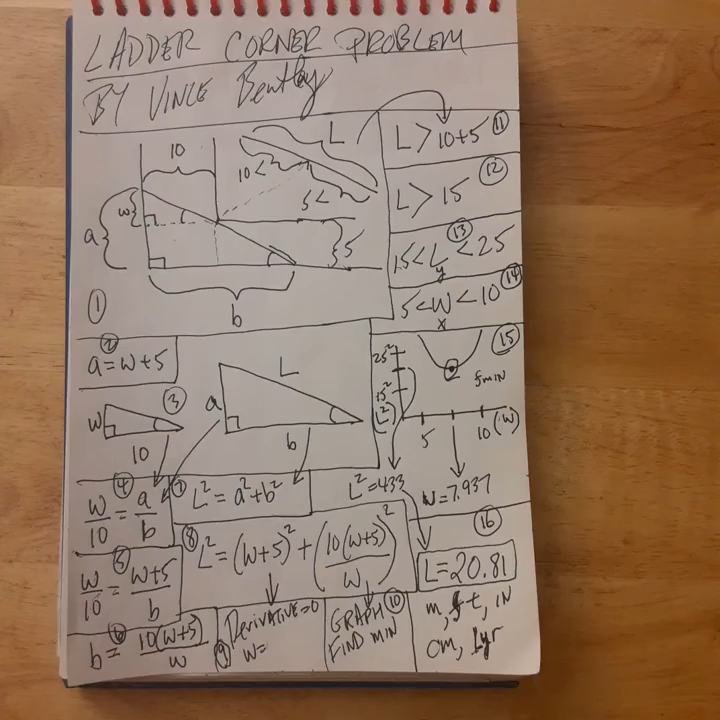 LADDER CORNER PROBLEM
BY VINCE Bentley
10
L
10<
5<
w
a
5
b
①
L > 10+5 ⑪
L > 15 ⑫
15 < L < 25 ⑬
y
5 < W < 10 ⑭
x
② a = w+5
③
w
10
L
a
b
⑮
25²
15²
(L²)
fmin
5
10 (w)
④ w/10 = a/b
⑦ L² = a²+b²
L²=433
w=7.937
⑤ w/10 = w+5/b
⑧ L² = (w+5)² + (10(w+5)/w)²
⑯
L=20.81
m, ft, in
cm, lyr
⑥ b = 10(w+5)/w
⑨ DERIVATIVE=0
w=
GRAPH ⑩
FIND MIN